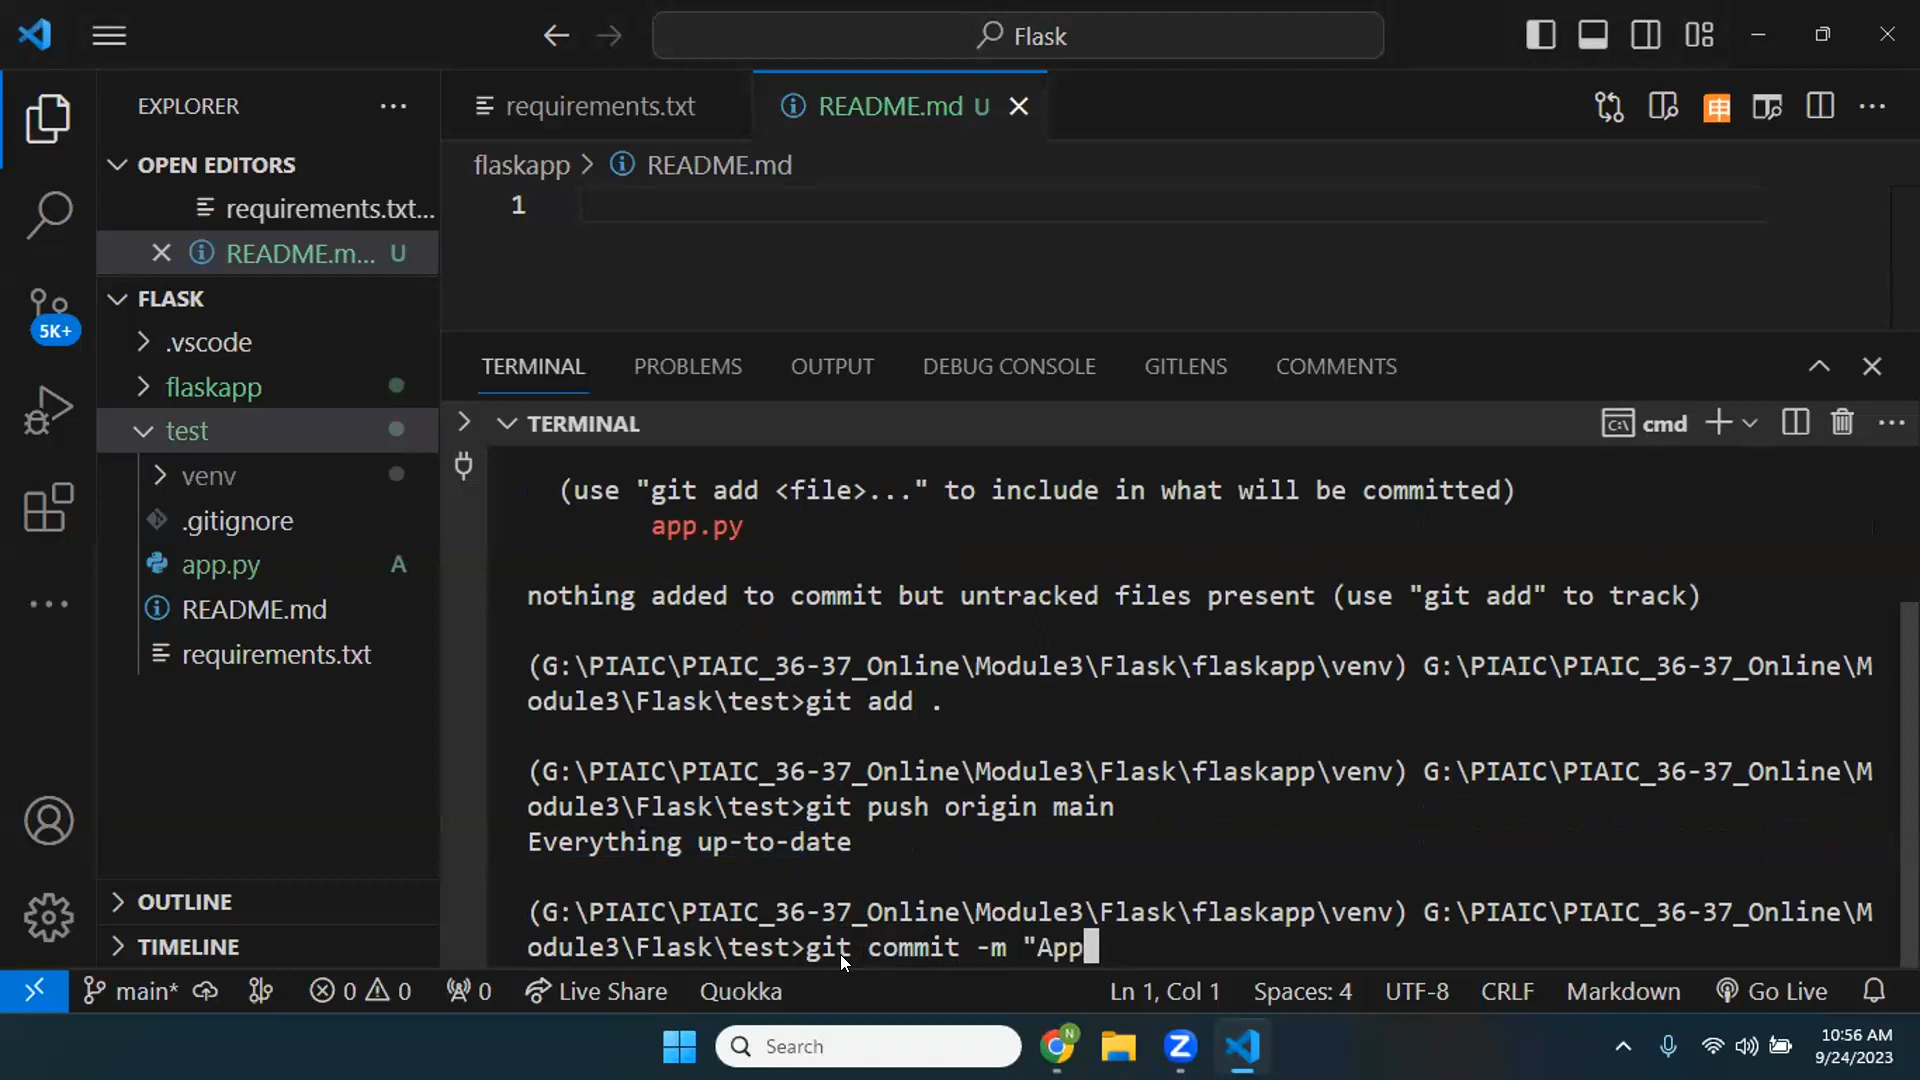 Flask
EXPLORER
requirements.txt
README.md U
OPEN EDITORS
flaskapp > README.md
requirements.txt...
1
README.m... U
FLASK
5K+
.vscode
TERMINAL PROBLEMS OUTPUT DEBUG CONSOLE GITLENS COMMENTS
flaskapp
test
TERMINAL
cmd
venv
.gitignore
app.py A
README.md
requirements.txt
(use "git add <file>..." to include in what will be committed)
app.py
nothing added to commit but untracked files present (use "git add" to track)
(G:\PIAIC\PIAIC_36-37_Online\Module3\Flask\flaskapp\venv) G:\PIAIC\PIAIC_36-37_Online\M
odule3\Flask\test>git add .
(G:\PIAIC\PIAIC_36-37_Online\Module3\Flask\flaskapp\venv) G:\PIAIC\PIAIC_36-37_Online\M
odule3\Flask\test>git push origin main
Everything up-to-date
(G:\PIAIC\PIAIC_36-37_Online\Module3\Flask\flaskapp\venv) G:\PIAIC\PIAIC_36-37_Online\M
odule3\Flask\test>git commit -m "App
OUTLINE
TIMELINE
main* 0 0 0 Live Share Quokka Ln 1, Col 1 Spaces: 4 UTF-8 CRLF Markdown Go Live
Search
N
Z
10:56 AM
9/24/2023